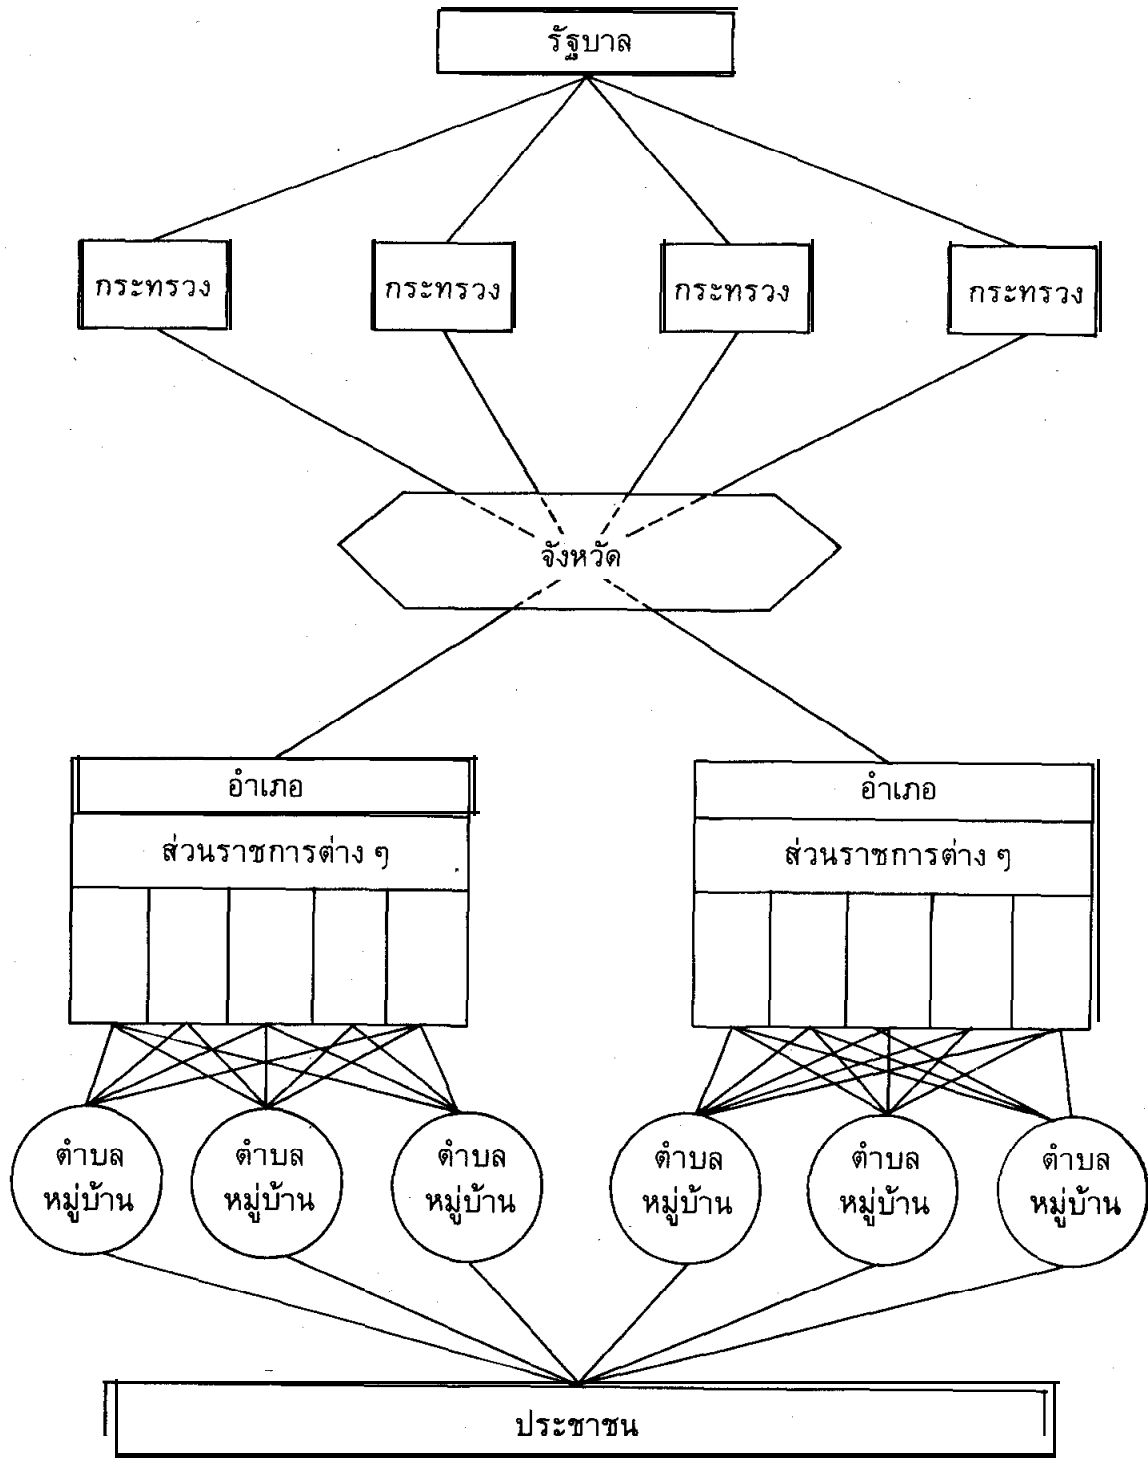 รัฐบาล
กระทรวง
กระทรวง
กระทรวง
กระทรวง
จังหวัด
อำเภอ
อำเภอ
ส่วนราชการต่าง ๆ
ส่วนราชการต่าง ๆ
ตำบล
หมู่บ้าน
ตำบล
หมู่บ้าน
ตำบล
หมู่บ้าน
ตำบล
หมู่บ้าน
ตำบล
หมู่บ้าน
ตำบล
หมู่บ้าน
ประชาชน